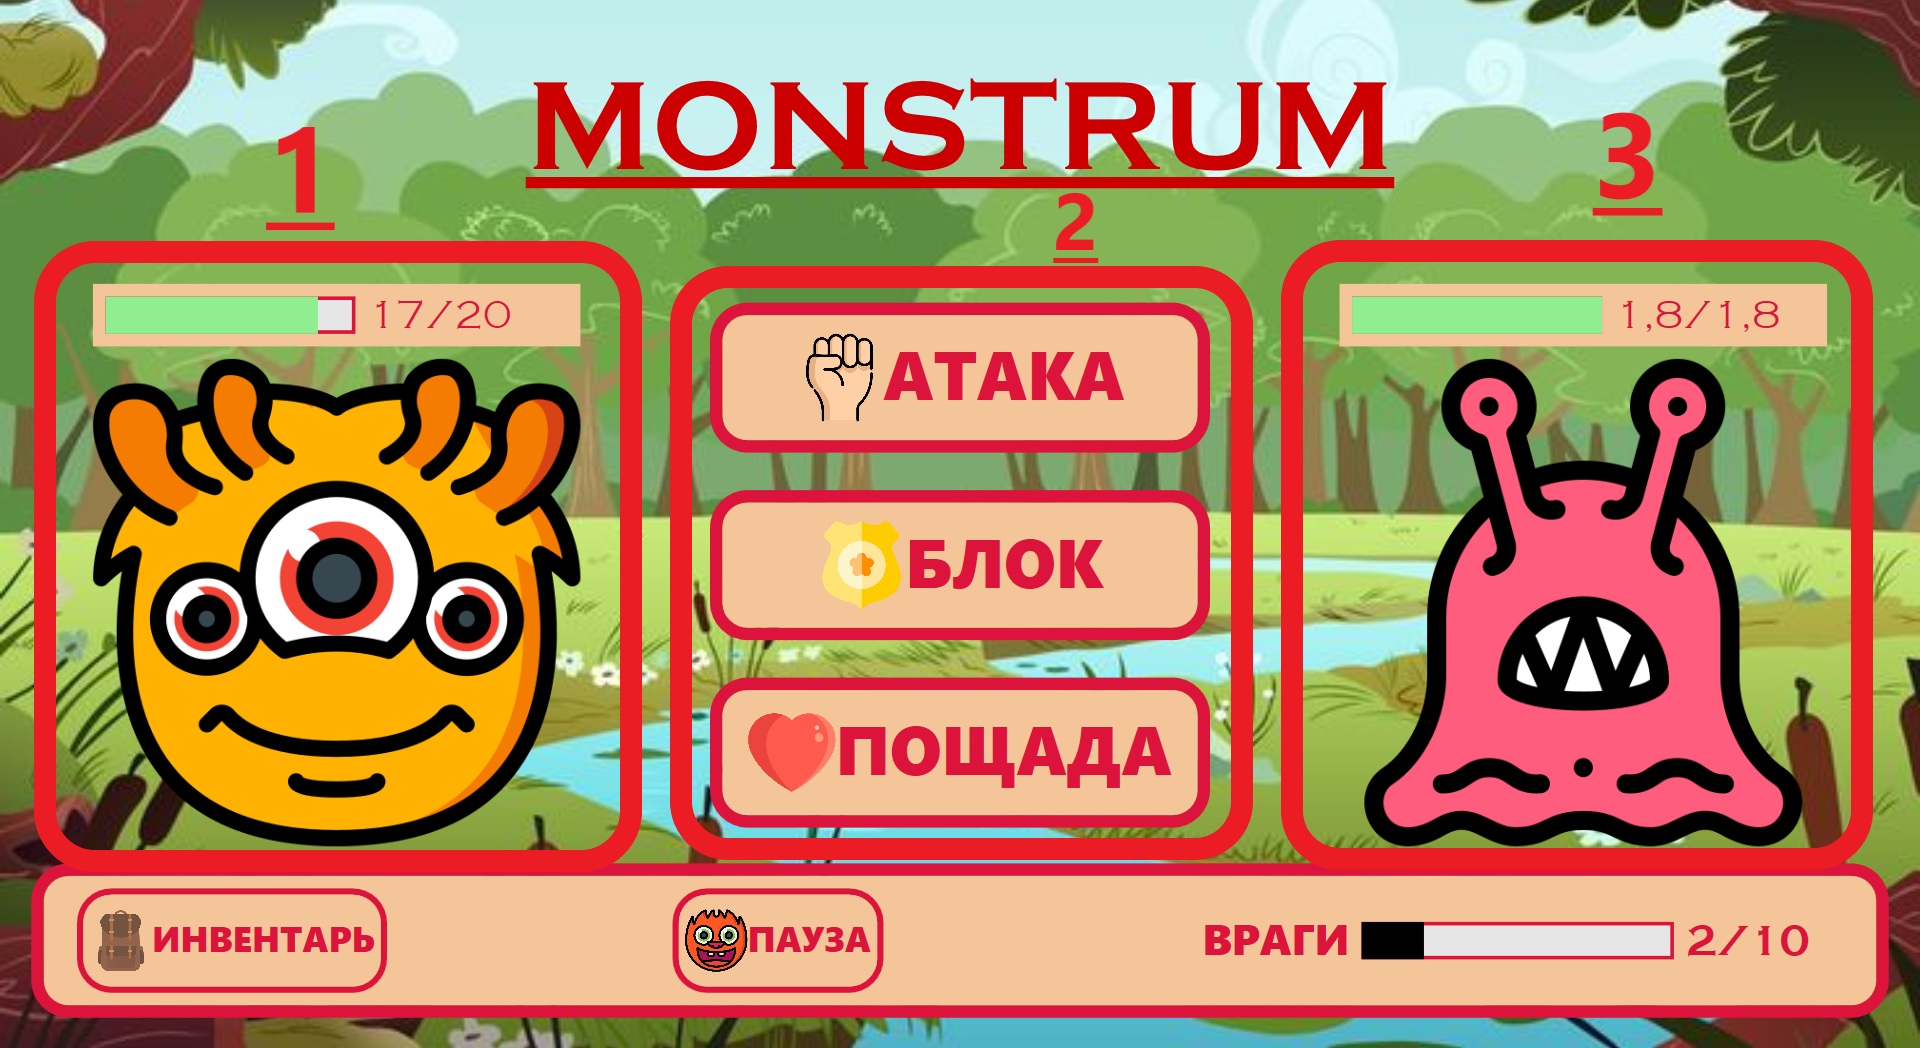 MONSTRUM
1
2
3
17/20
1,8/1,8
АТАКА
БЛОК
ПОЩАДА
ИНВЕНТАРЬ
ПАУЗА
ВРАГИ 2/10